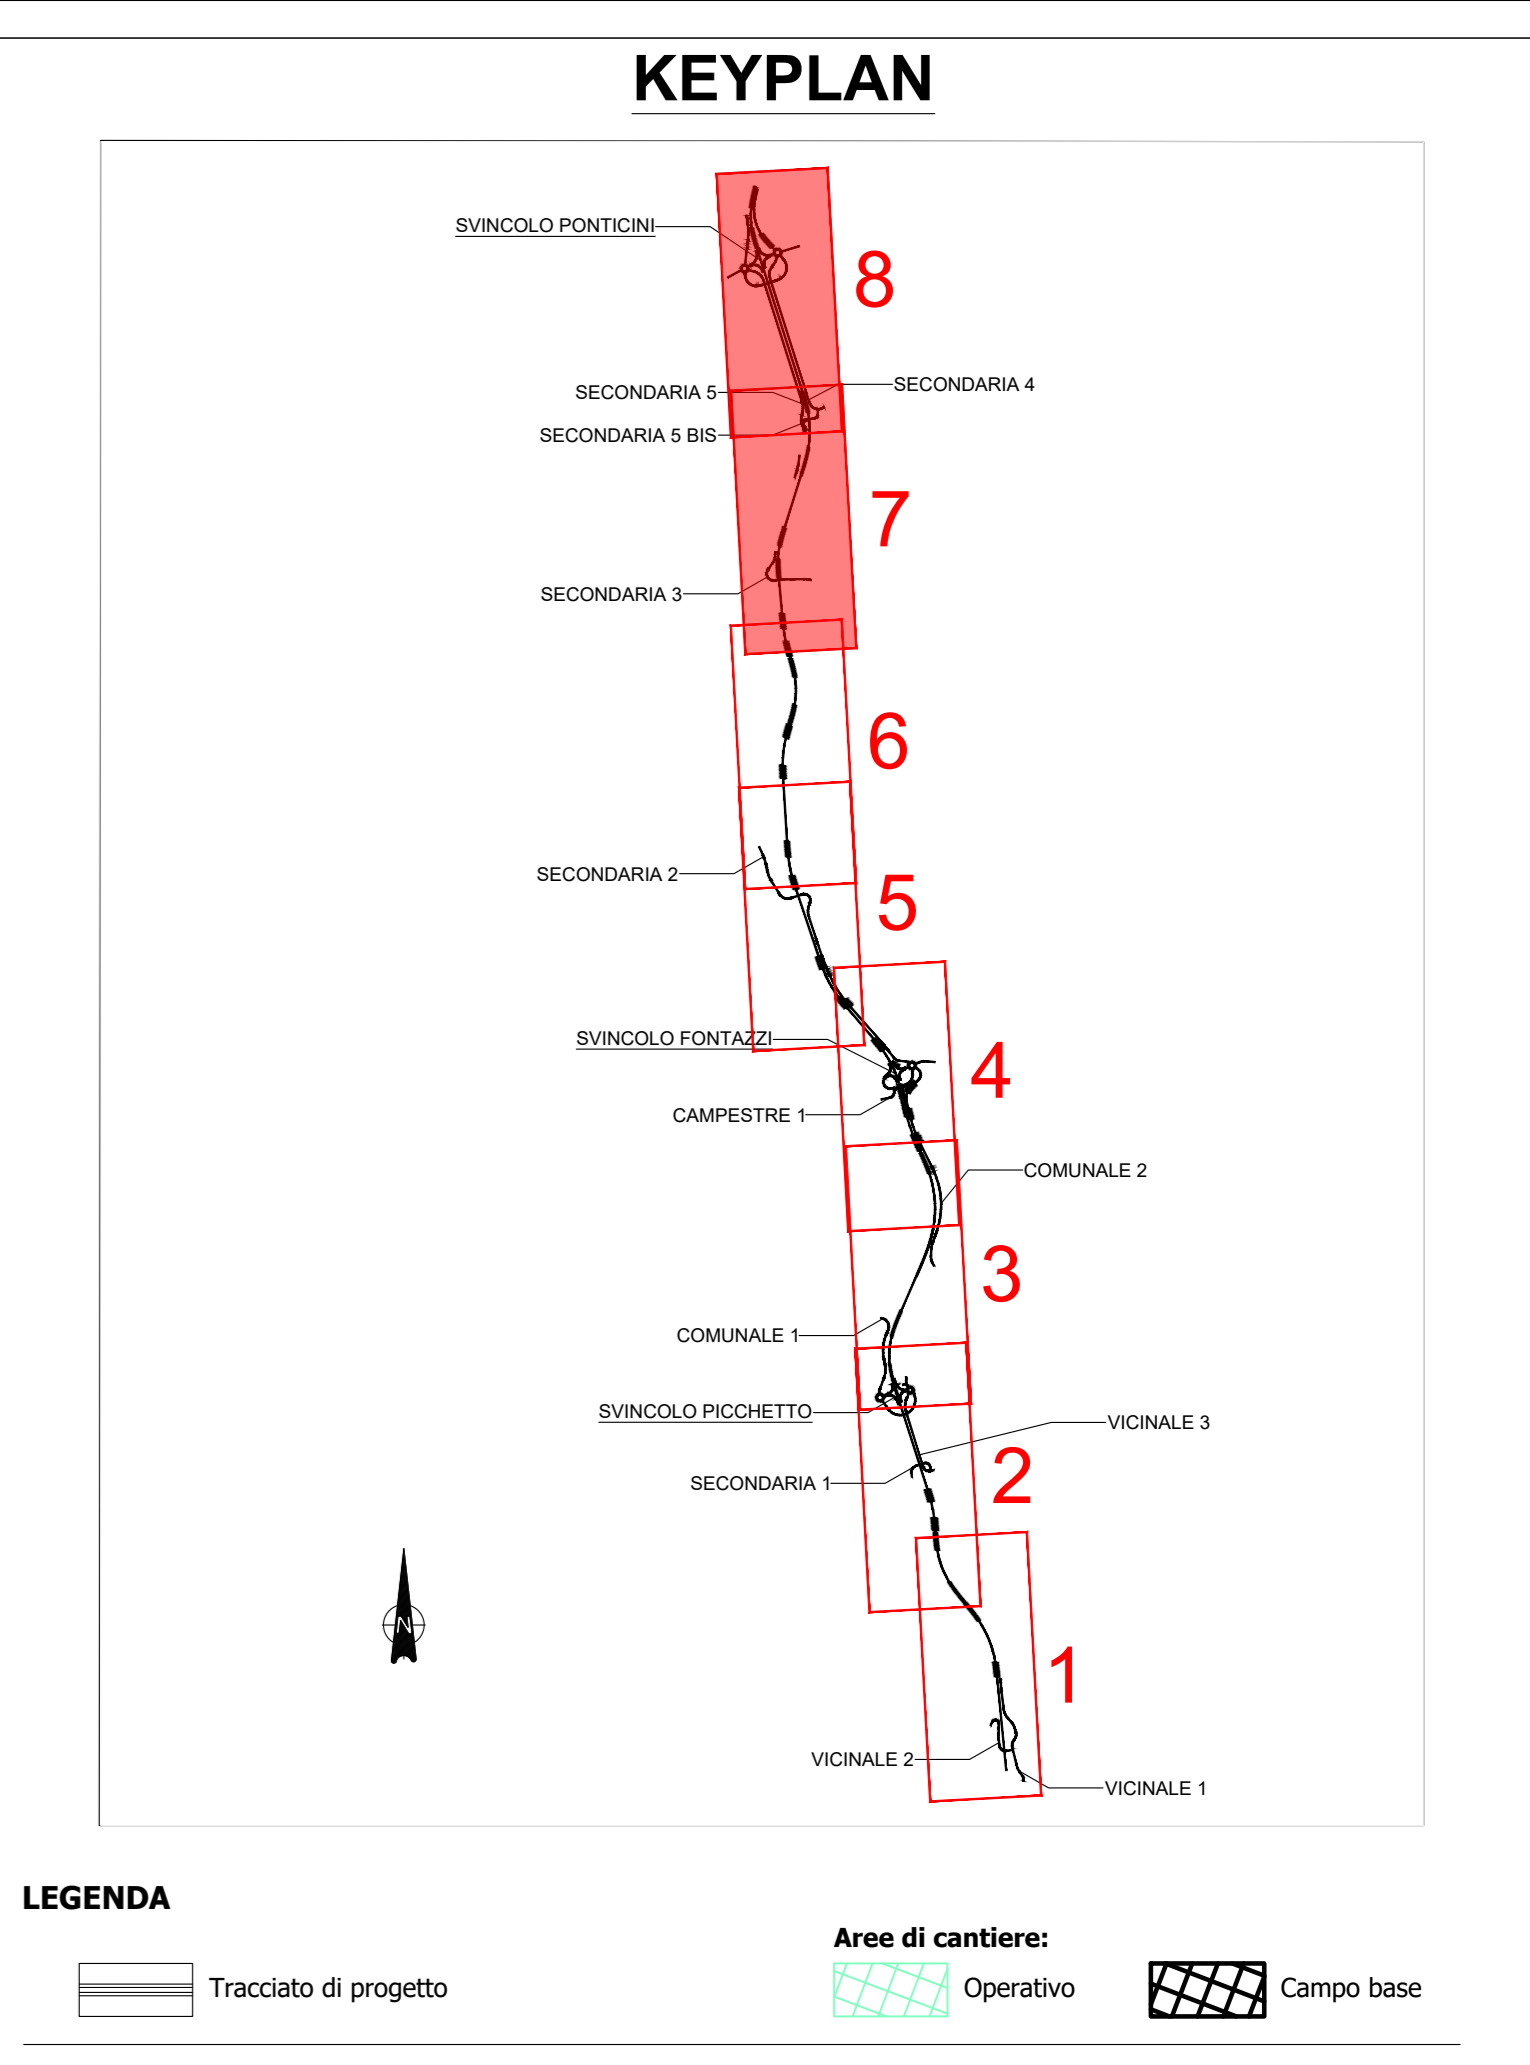 KEYPLAN
SVINCOLO PONTICINI
8
SECONDARIA 4
SECONDARIA 5
SECONDARIA 5 BIS
7
SECONDARIA 3
6
SECONDARIA 2
5
SVINCOLO FONTAZZI
4
CAMPESTRE 1
COMUNALE 2
3
COMUNALE 1
SVINCOLO PICCHETTO
VICINALE 3
2
SECONDARIA 1
N
1
VICINALE 2
VICINALE 1
LEGENDA
Aree di cantiere:
Tracciato di progetto
Operativo
Campo base